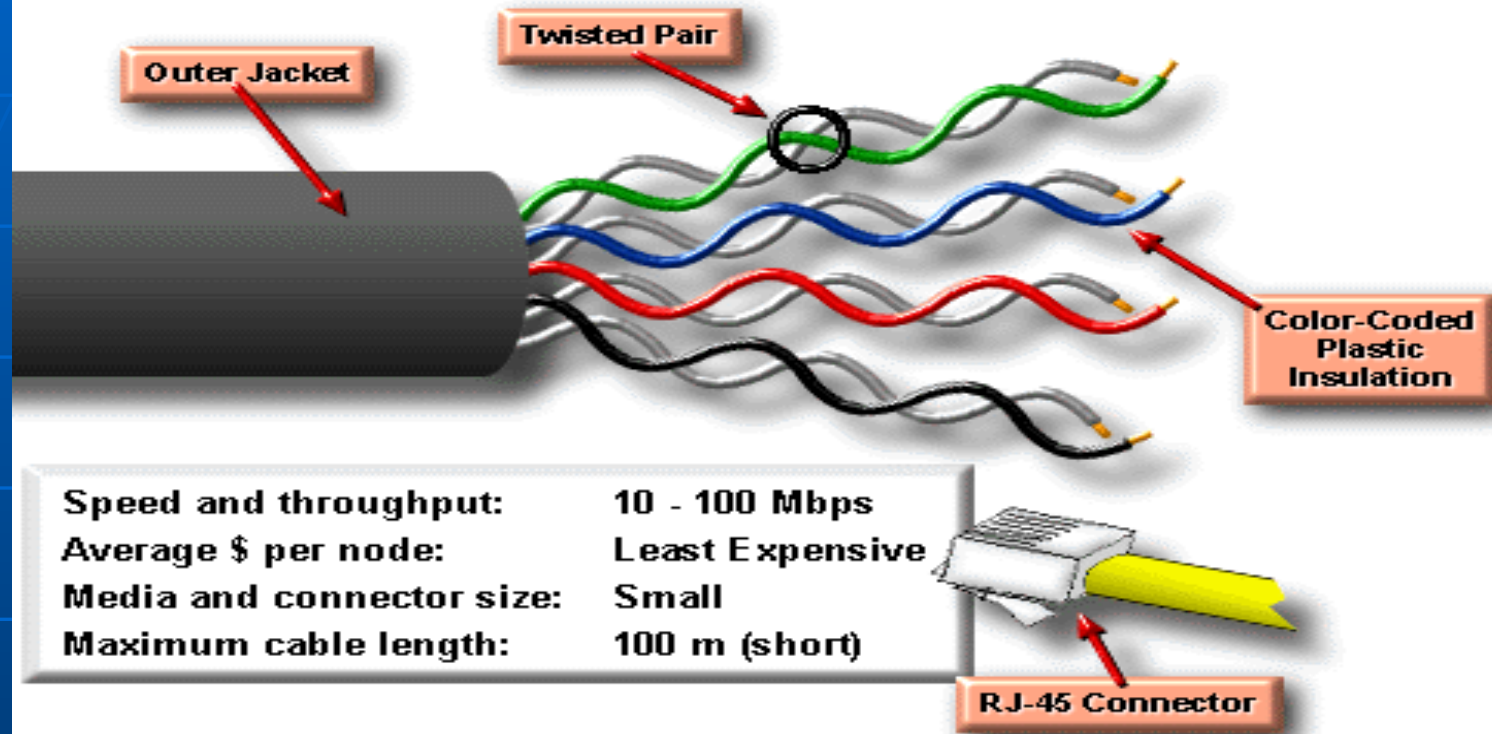 Twisted Pair
Outer Jacket
Color-Coded
Plastic
Insulation
Speed and throughput: 10 - 100 Mbps
Average $ per node: Least Expensive
Media and connector size: Small
Maximum cable length: 100 m (short)
RJ-45 Connector